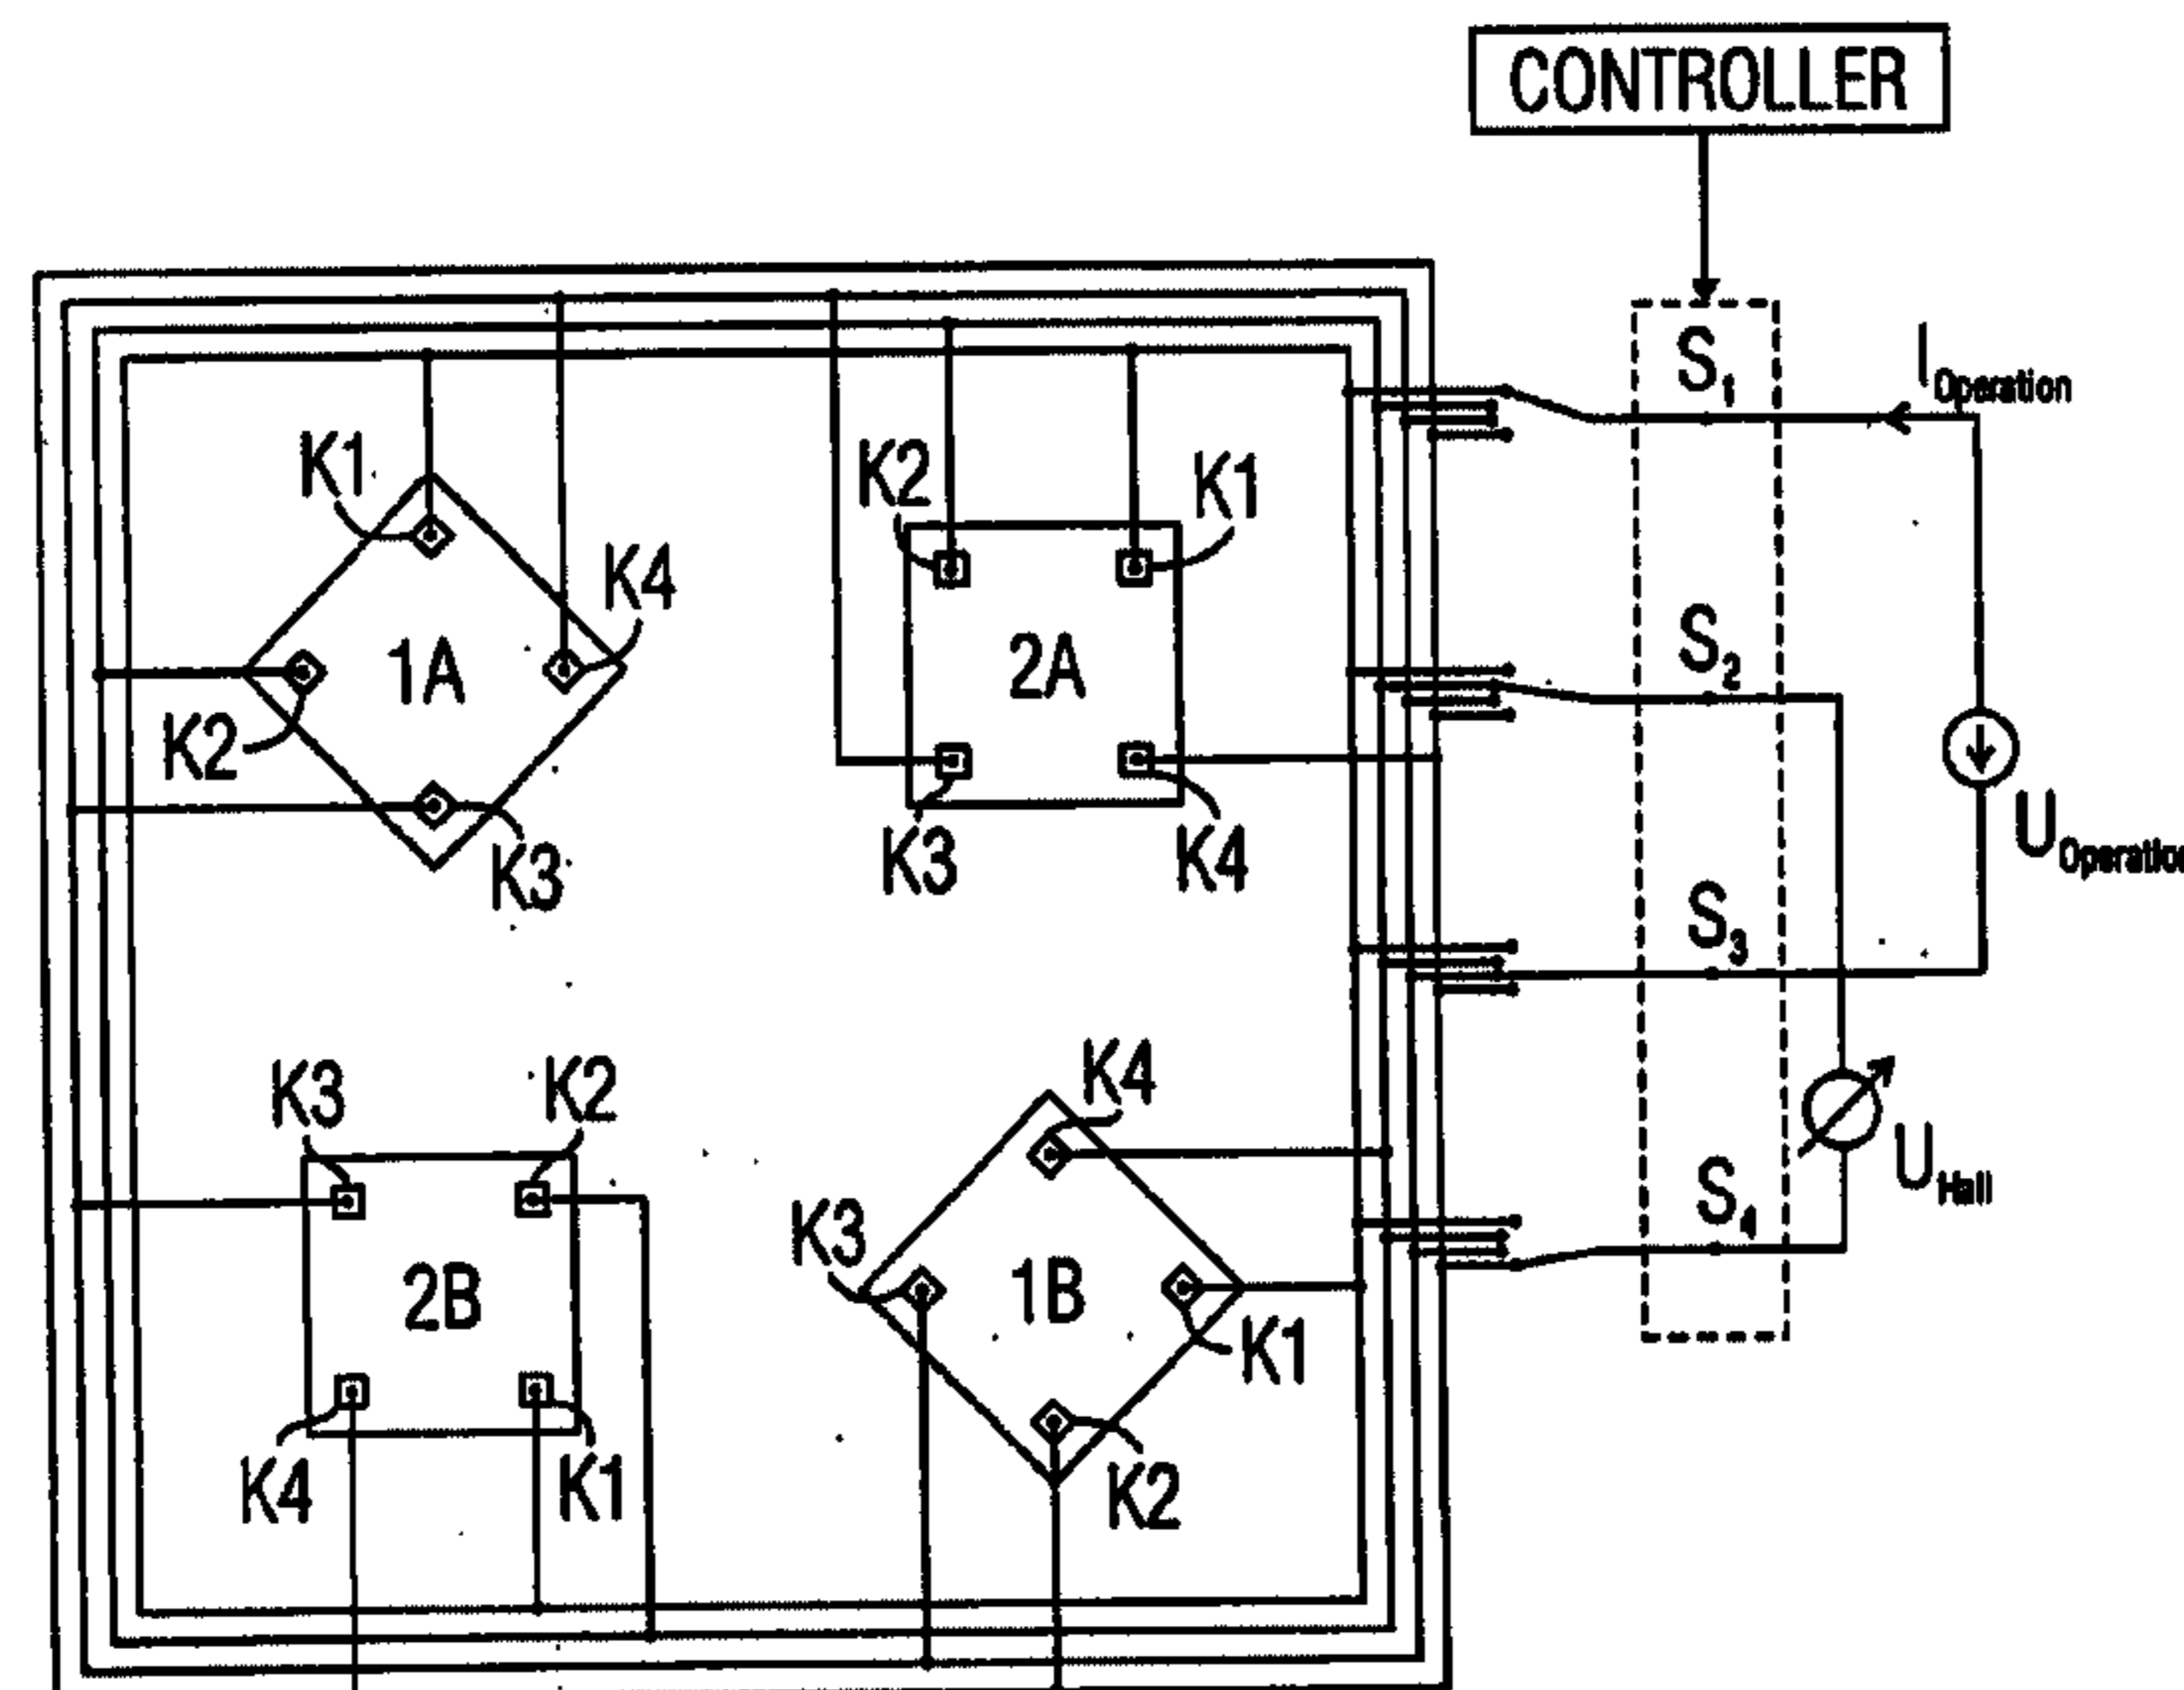 CONTROLLER
S1
IOperation
K1
K2
K1
K4
1A
2A
S2
K2
K3
K3
K4
UOperation
S3
K3
K2
K4
K3
UHall
S4
2B
1B
K1
K4
K1
K2